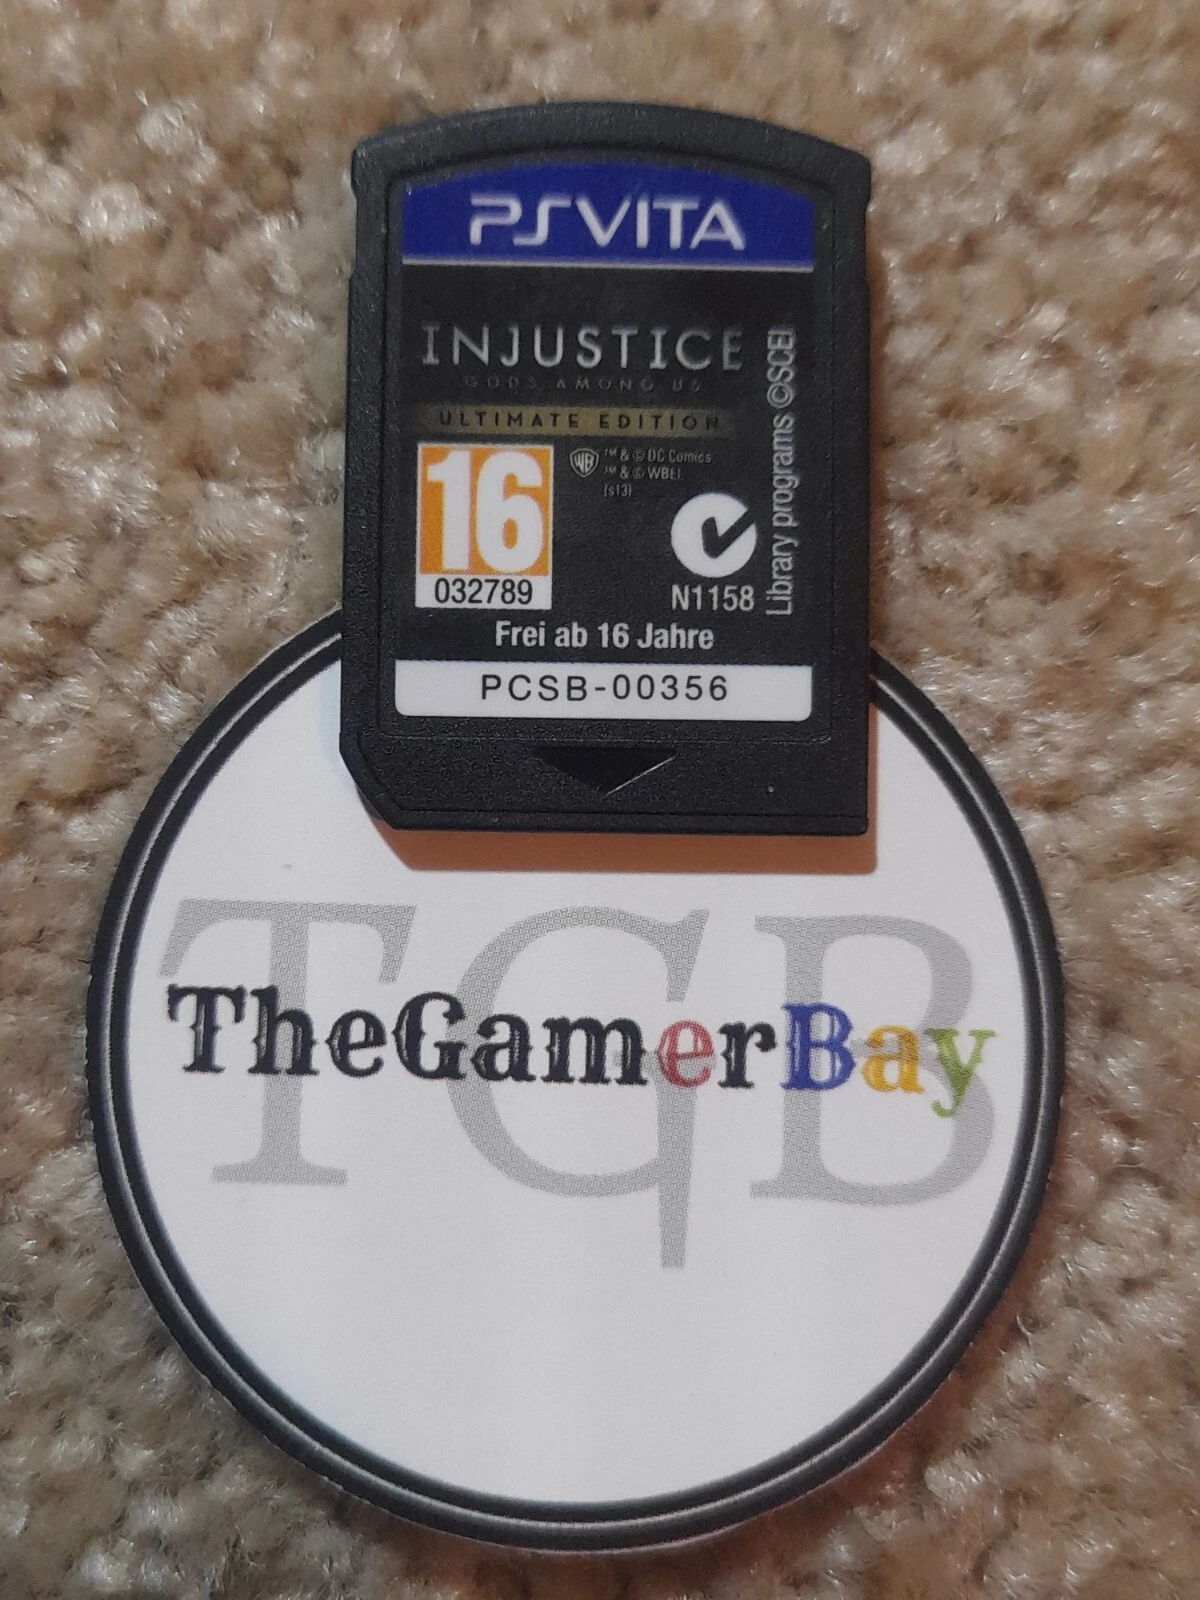 PSVITA
INJUSTICE
GODS AMONG US
ULTIMATE EDITION
16
032789
WB
™ & © DC Comics.
™ & © WBEI.
(s13)
N1158
Library programs ©SCEI
Frei ab 16 Jahre
PCSB-00356
TGB
TheGamerBay